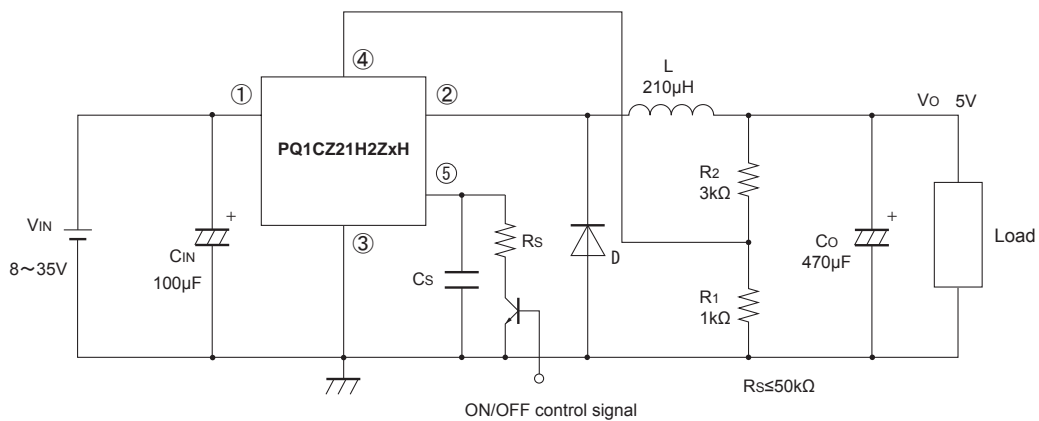 ④
L
210µH
①
②
VO 5V
PQ1CZ21H2ZxH
R2
3kΩ
⑤
VIN
8～35V
CIN
100µF
+
③
RS
CS
D
CO
470µF
+
Load
R1
1kΩ
RS≤50kΩ
ON/OFF control signal